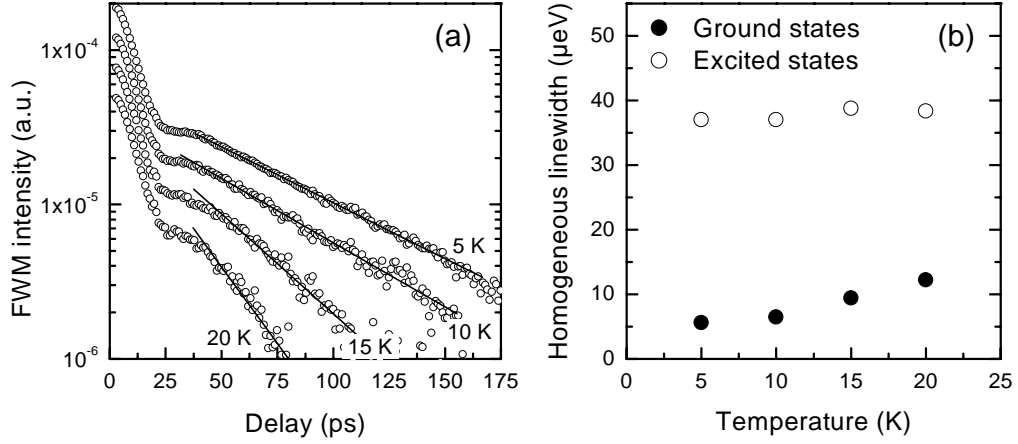 (a)
1x10-4
1x10-5
10-6
FWM intensity (a.u.)
5 K
10 K
15 K
20 K
0 25 50 75 100 125 150 175
Delay (ps)
(b)
Ground states
Excited states
50
40
30
20
10
0
Homogeneous linewidth (µeV)
0 5 10 15 20 25
Temperature (K)